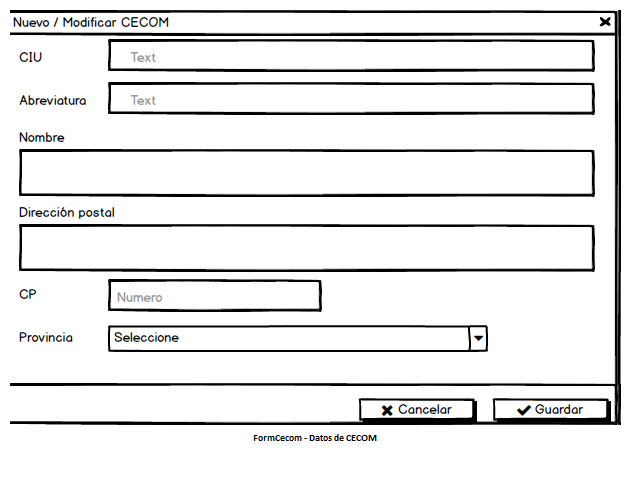 Nuevo / Modificar CECOM
CIU Text
Abreviatura Text
Nombre
Dirección postal
CP Numero
Provincia Seleccione
Cancelar Guardar
FormCecom - Datos de CECOM